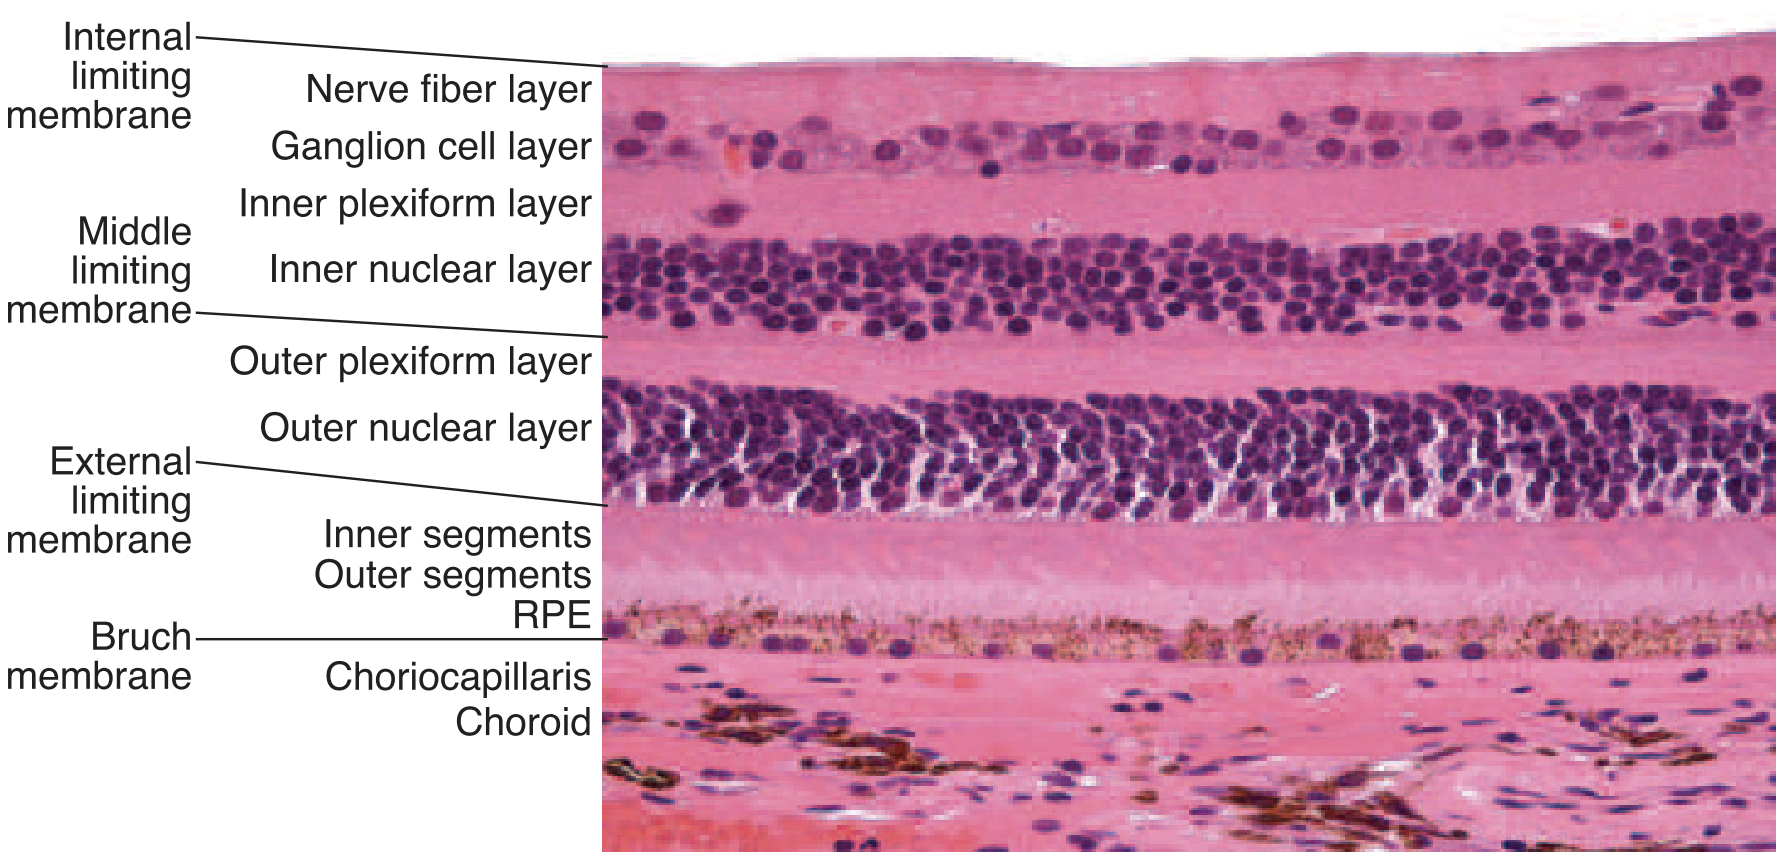 Internal
limiting
membrane
Nerve fiber layer
Ganglion cell layer
Inner plexiform layer
Middle
limiting
membrane
Inner nuclear layer
Outer plexiform layer
Outer nuclear layer
External
limiting
membrane
Inner segments
Outer segments
RPE
Bruch
membrane
Choriocapillaris
Choroid